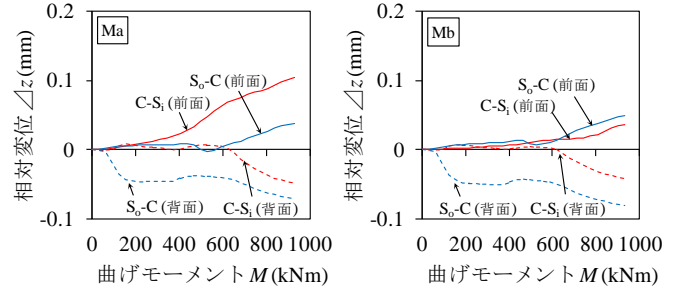 Ma
0.2
0.1
0
-0.1
相対変位 ⊿z(mm)
So-C (前面)
C-Si (前面)
So-C (背面)
C-Si (背面)
0 200 400 600 800 1000
曲げモーメント M (kNm)
Mb
0.2
0.1
0
-0.1
相対変位 ⊿z(mm)
So-C (前面)
C-Si (前面)
So-C (背面)
C-Si (背面)
0 200 400 600 800 1000
曲げモーメント M (kNm)